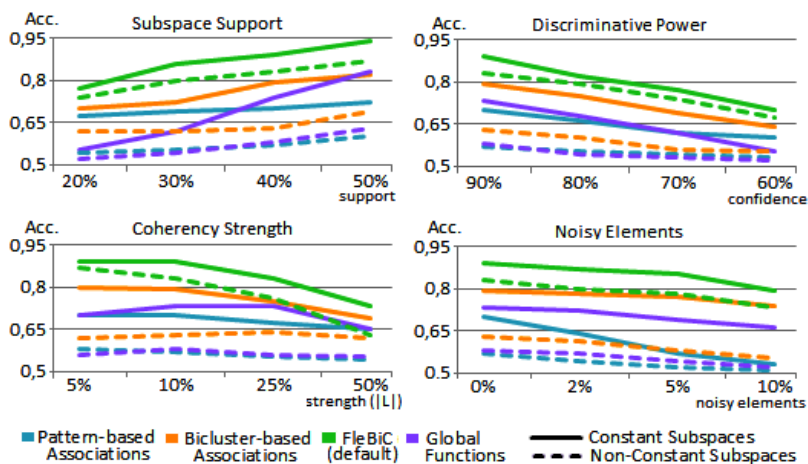 Subspace Support
Acc.
0,95
0,8
0,65
0,5
20% 30% 40% 50%
support
Discriminative Power
Acc.
0,95
0,8
0,65
0,5
90% 80% 70% 60%
confidence
Coherency Strength
Acc.
0,95
0,8
0,65
0,5
5% 10% 25% 50%
strength (|L|)
Noisy Elements
Acc.
0,95
0,8
0,65
0.5
0% 2% 5% 10%
noisy elements
Pattern-based Associations
Bicluster-based Associations
FleBiC (default)
Global Functions
Constant Subspaces
Non-Constant Subspaces